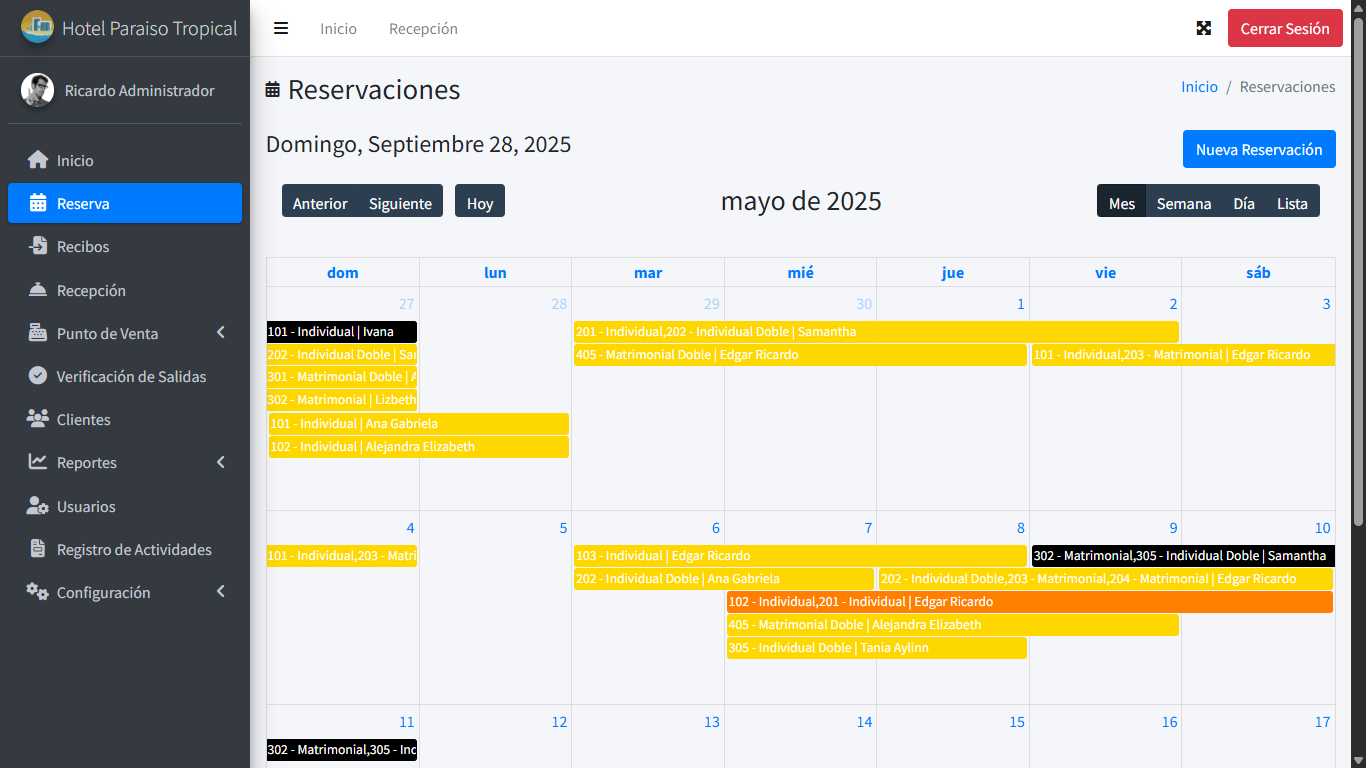 Hotel Paraiso Tropical
Ricardo Administrador
Inicio
Reserva
Recibos
Recepción
Punto de Venta
Verificación de Salidas
Clientes
Reportes
Usuarios
Registro de Actividades
Configuración
Inicio Recepción Cerrar Sesión
Reservaciones
Inicio / Reservaciones
Domingo, Septiembre 28, 2025
Nueva Reservación
Anterior Siguiente Hoy
mayo de 2025
Mes Semana Día Lista
dom lun mar mié jue vie sáb
27 28 29 30 1 2 3
101 - Individual | Ivana
201 - Individual,202 - Individual Doble | Samantha
202 - Individual Doble | Sa
405 - Matrimonial Doble | Edgar Ricardo
101 - Individual,203 - Matrimonial | Edgar Ricardo
301 - Matrimonial Doble | A
302 - Matrimonial | Lizbeth
101 - Individual | Ana Gabriela
102 - Individual | Alejandra Elizabeth
4 5 6 7 8 9 10
101 - Individual,203 - Matri
103 - Individual | Edgar Ricardo
302 - Matrimonial,305 - Individual Doble | Samantha
202 - Individual Doble | Ana Gabriela
202 - Individual Doble,203 - Matrimonial,204 - Matrimonial | Edgar Ricardo
102 - Individual,201 - Individual | Edgar Ricardo
405 - Matrimonial Doble | Alejandra Elizabeth
305 - Individual Doble | Tania Aylinn
11 12 13 14 15 16 17
302 - Matrimonial,305 - Inc